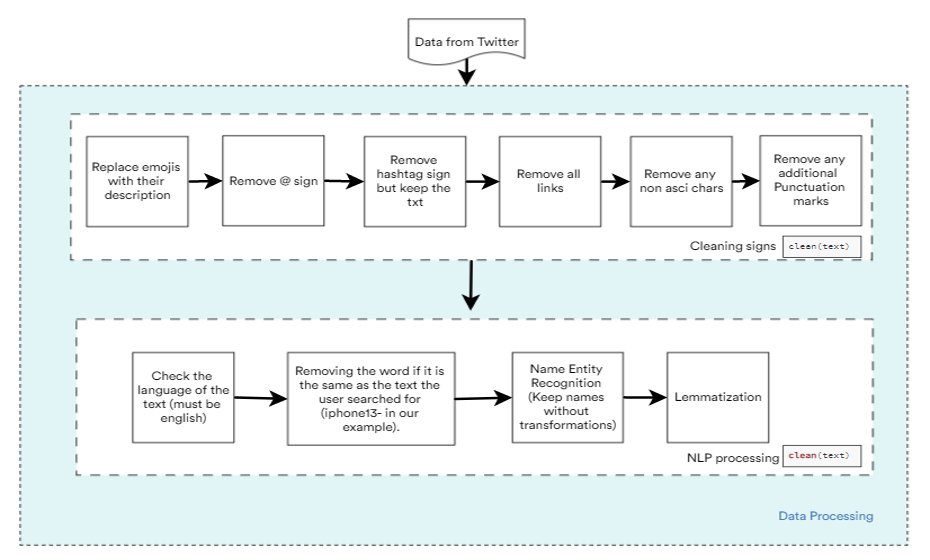 Data from Twitter
Replace emojis
with their
description
Remove @ sign
Remove
hashtag sign
but keep the
txt
Remove all
links
Remove any
non asci chars
Remove any
additional
Punctuation
marks
Cleaning signs
clean(text)
Check the
language of the
text (must be
english)
Removing the word if it is
the same as the text the
user searched for
(iphone13- in our
example).
Name Entity
Recognition
(Keep names
without
transformations)
Lemmatization
NLP processing
clean(text)
Data Processing